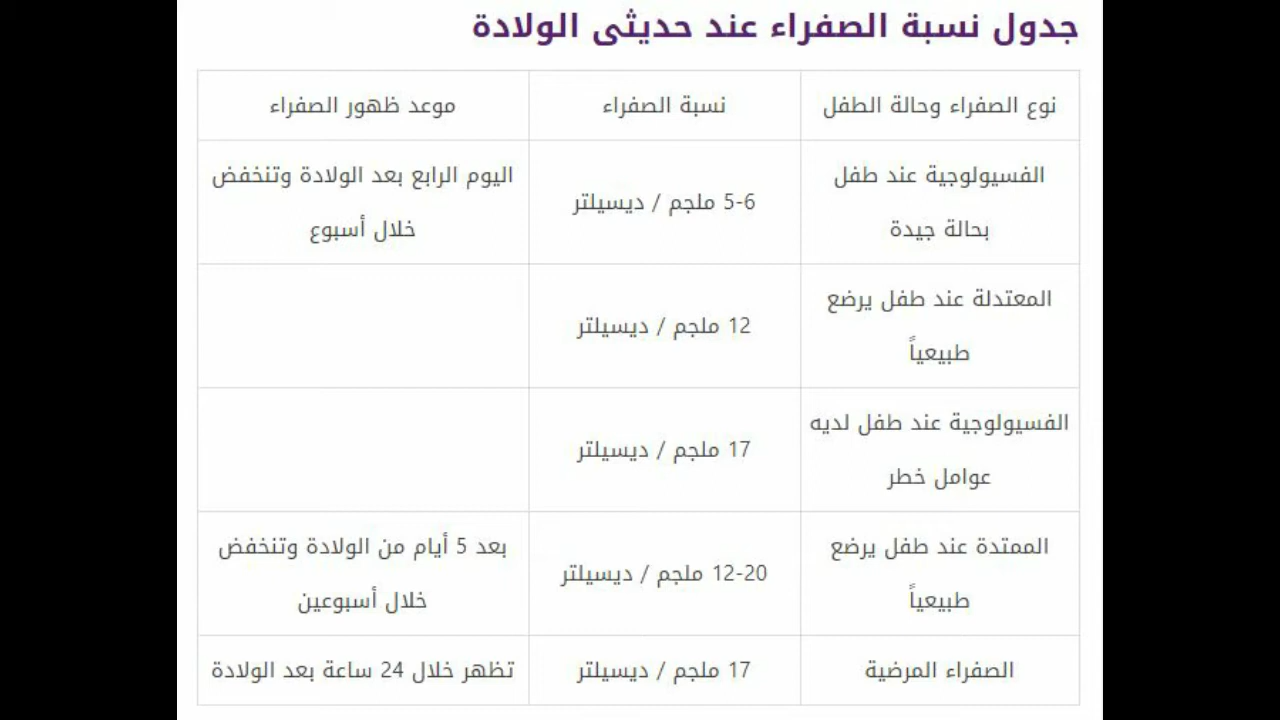 جدول نسبة الصفراء عند حديثى الولادة
نوع الصفراء وحالة الطفل
نسبة الصفراء
موعد ظهور الصفراء
الفسيولوجية عند طفل
بحالة جيدة
5-6 ملجم / ديسيلتر
اليوم الرابع بعد الولادة وتنخفض
خلال أسبوع
المعتدلة عند طفل يرضع
طبيعياً
12 ملجم / ديسيلتر
الفسيولوجية عند طفل لديه
عوامل خطر
17 ملجم / ديسيلتر
الممتدة عند طفل يرضع
طبيعياً
12-20 ملجم / ديسيلتر
بعد 5 أيام من الولادة وتنخفض
خلال أسبوعين
الصفراء المرضية
17 ملجم / ديسيلتر
تظهر خلال 24 ساعة بعد الولادة